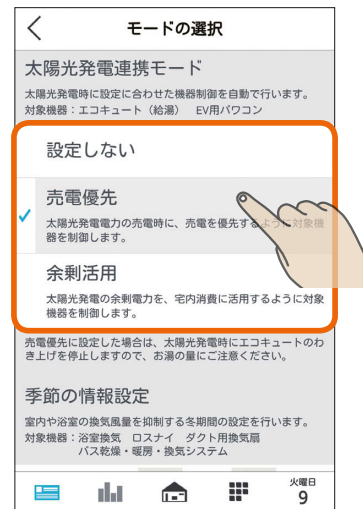 モードの選択
太陽光発電連携モード
太陽光発電時に設定に合わせた機器制御を自動で行います。
対象機器：エコキュート（給湯） EV用パワコン
設定しない
売電優先
太陽光発電電力の売電時に、売電を優先するように対象機
器を制御します。
余剰活用
太陽光発電の余剰電力を、宅内消費に活用するように対象
機器を制御します。
売電優先に設定した場合は、太陽光発電時にエコキュートのわ
き上げを停止しますので、お湯の量にご注意ください。
季節の情報設定
室内や浴室の換気風量を抑制する冬期間の設定を行います。
対象機器：浴室換気 ロスナイ ダクト用換気扇
バス乾燥・暖房・換気システム
火曜日
9